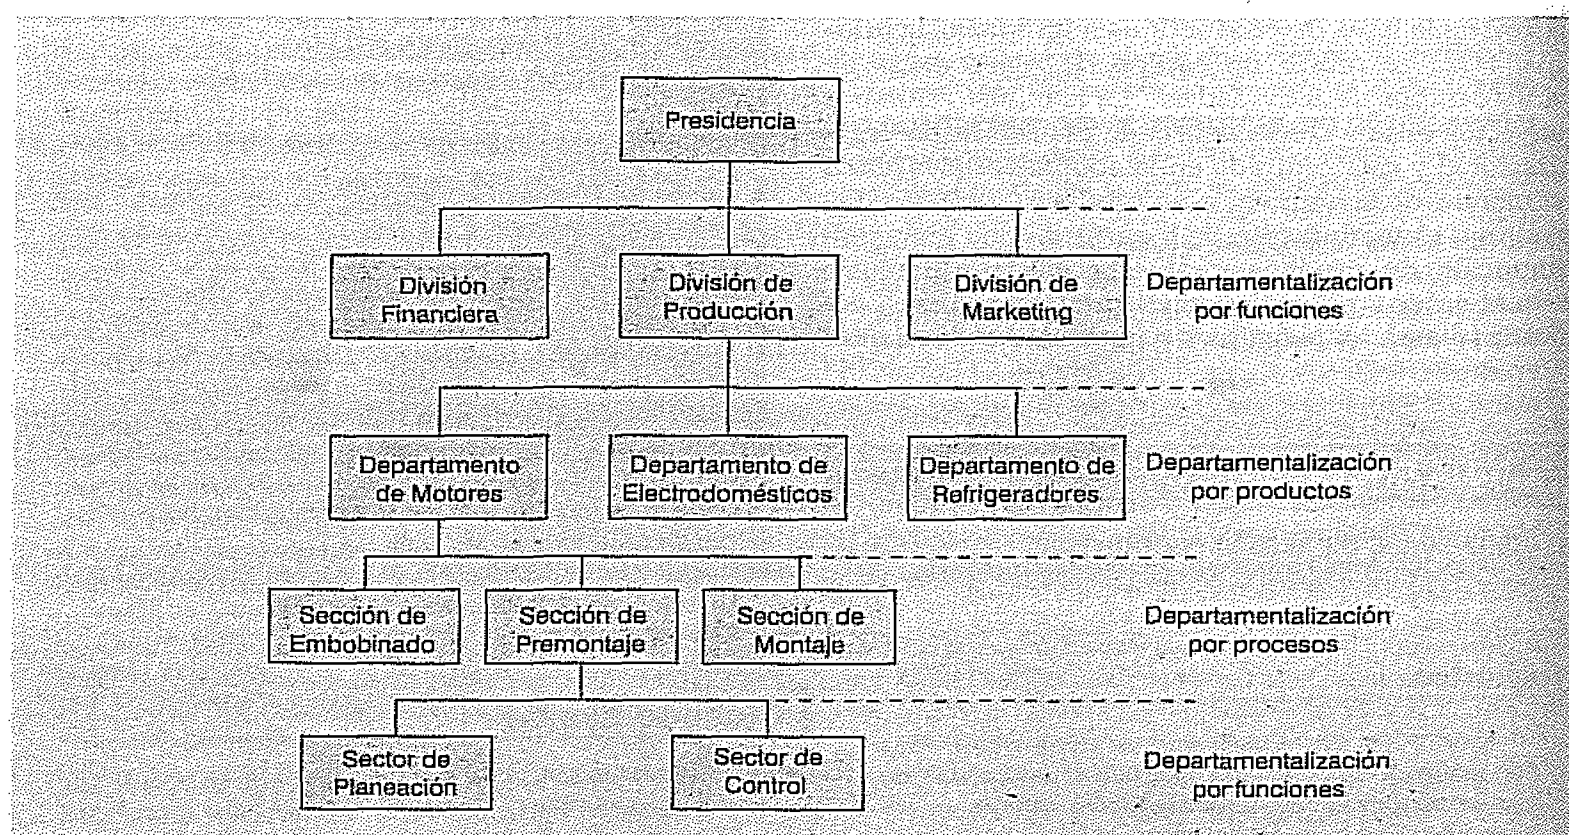 Presidencia
División
Financiera
División de
Producción
División de
Marketing
Departamentalización
por funciones
Departamento
de Motores
Departamento de
Electrodomésticos
Departamento de
Refrigeradores
Departamentalización
por productos
Sección de
Embobinado
Sección de
Premontaje
Sección de
Montaje
Departamentalización
por procesos
Sector de
Planeación
Sector de
Control
Departamentalización
por funciones